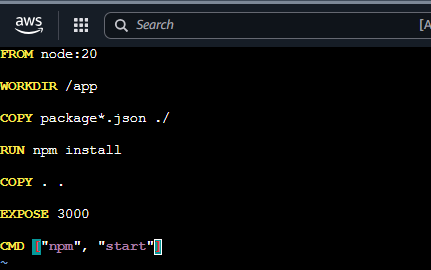 aws
Search
[A
FROM node:20
WORKDIR /app
COPY package*.json ./
RUN npm install
COPY . .
EXPOSE 3000
CMD ["npm", "start"]
~